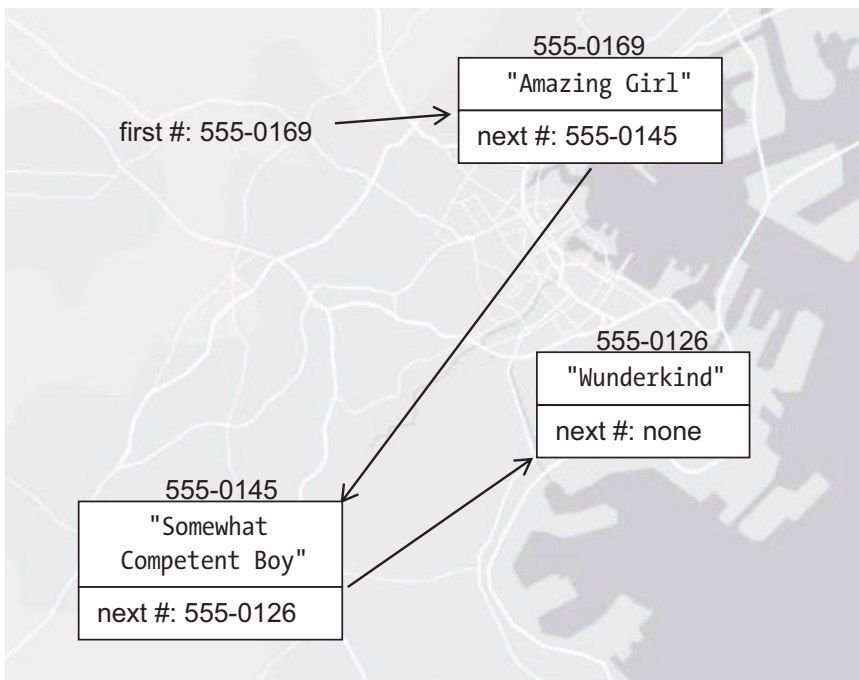 555-0169
"Amazing Girl"
first #: 555-0169
next #: 555-0145
555-0126
"Wunderkind"
next #: none
555-0145
"Somewhat
Competent Boy"
next #: 555-0126